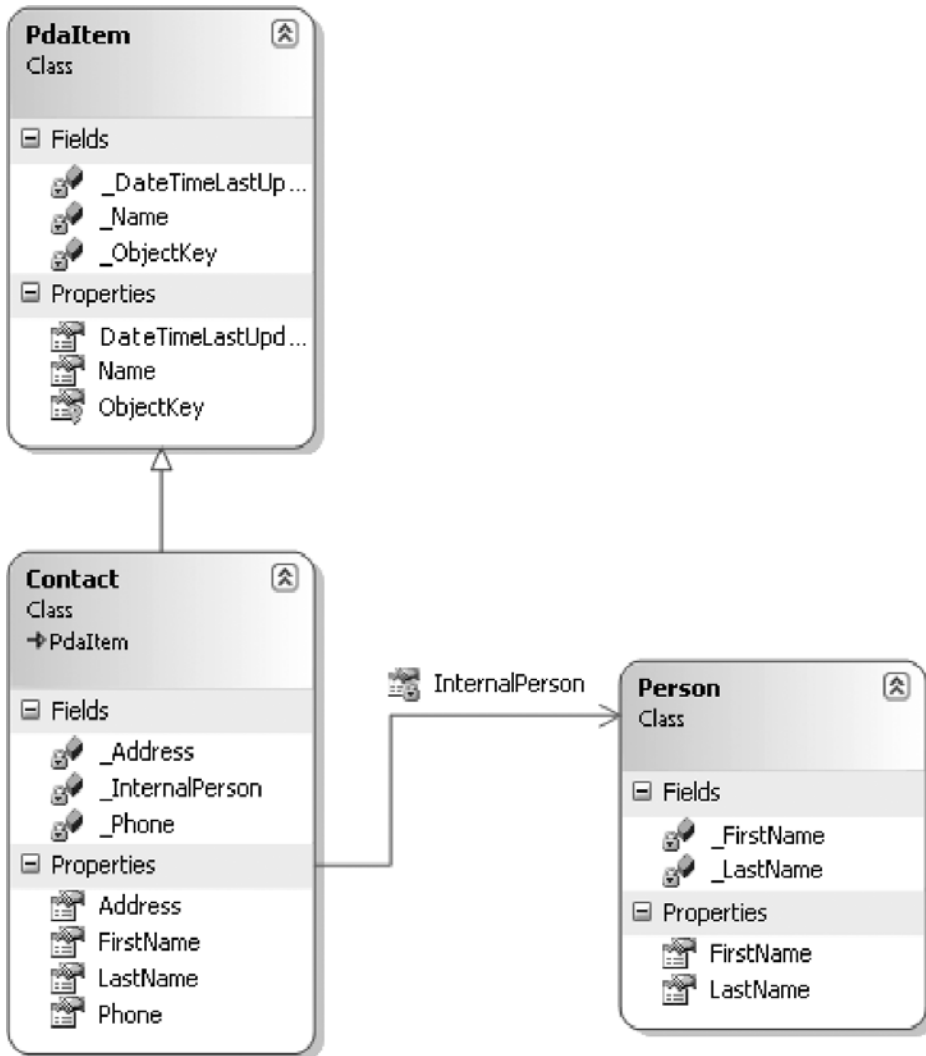 PdaItem
Class
Fields
_DateTimeLastUp...
_Name
_ObjectKey
Properties
DateTimeLastUpd...
Name
ObjectKey
Contact
Class
PdaItem
Fields
_Address
_InternalPerson
_Phone
Properties
Address
FirstName
LastName
Phone
InternalPerson
Person
Class
Fields
_FirstName
_LastName
Properties
FirstName
LastName